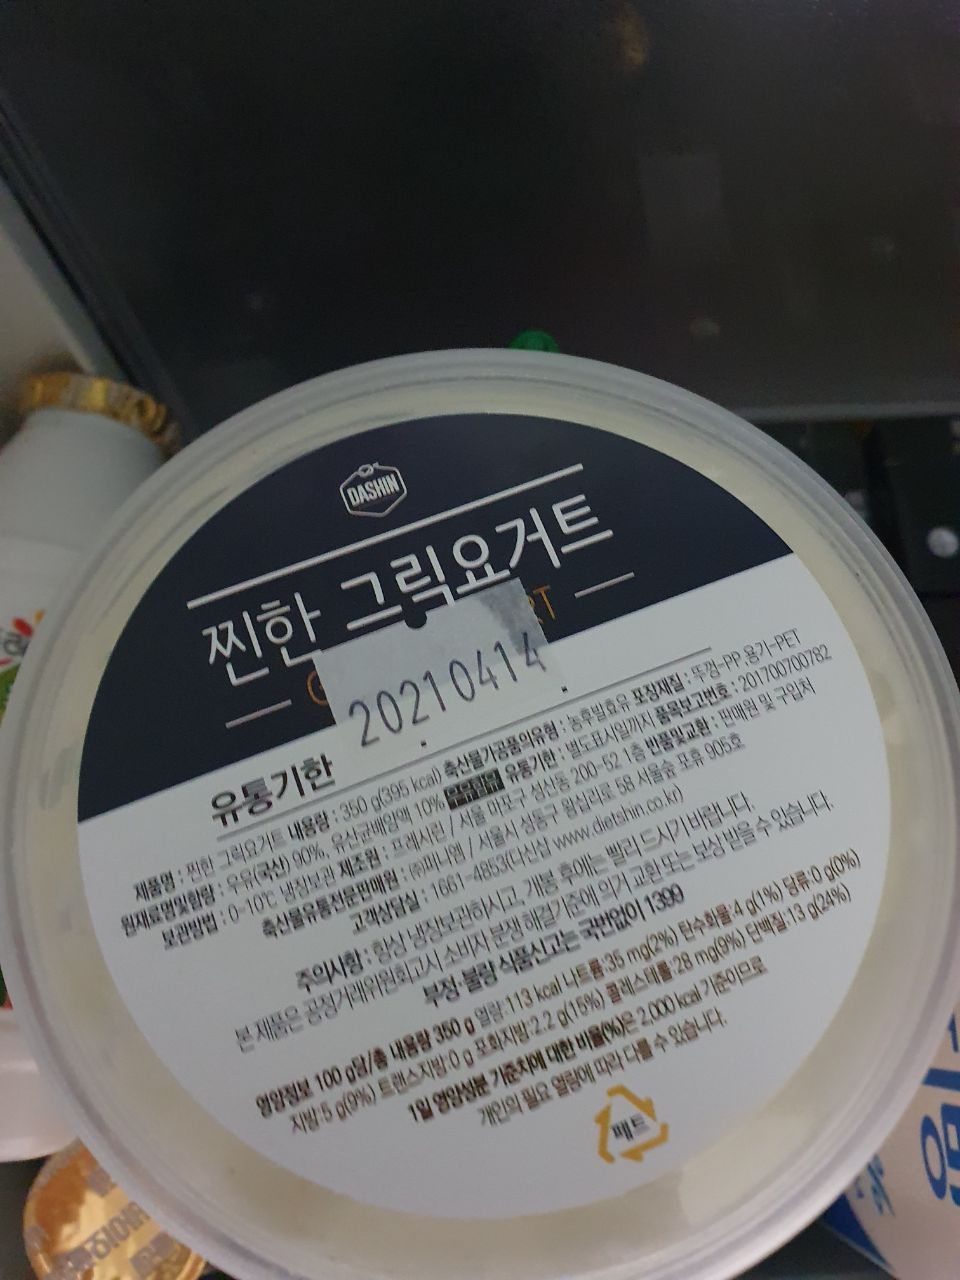 DASHIN
찐한 그릭요거트
RT
20210414
유통기한
제품명 : 찐한 그릭요거트 내용량 : 350 g(395 kcal) 축산물가공품의유형 : 농후발효유 포장재질 : 뚜껑-PP,용기-PET
원재료명및함량 : 우유(국산) 90%, 유산균배양액 10% 우유함유 유통기한 : 별도표시일까지 품목보고번호 : 201700700782
보관방법 : 0-10℃ 냉장보관 제조원 : 프레시린 / 서울 마포구 성산동 200-52 1층 반품및교환 : 판매원 및 구입처
축산물유통전문판매원 : ㈜피니엠 / 서울시 성동구 왕십리로 58 서울숲 포휴 905호
고객상담실 : 1661-4853(다신샵 www.dietshin.co.kr)
주의사항 : 항상 냉장보관하시고, 개봉 후에는 빨리 드시기 바랍니다.
본 제품은 공정거래위원회고시 소비자 분쟁 해결기준에 의거 교환 또는 보상 받을 수 있습니다.
부정·불량 식품신고는 국번없이 1399
영양정보 100 g당/총 내용량 350 g 열량:113 kcal 나트륨:35 mg(2%) 탄수화물:4 g(1%) 당류:0 g(0%)
지방:5 g(9%) 트랜스지방:0 g 포화지방:2.2 g(15%) 콜레스테롤:28 mg(9%) 단백질:13 g(24%)
1일 영양성분 기준치에 대한 비율(%)은 2,000 kcal 기준이므로
개인의 필요 열량에 따라 다를 수 있습니다.
페트